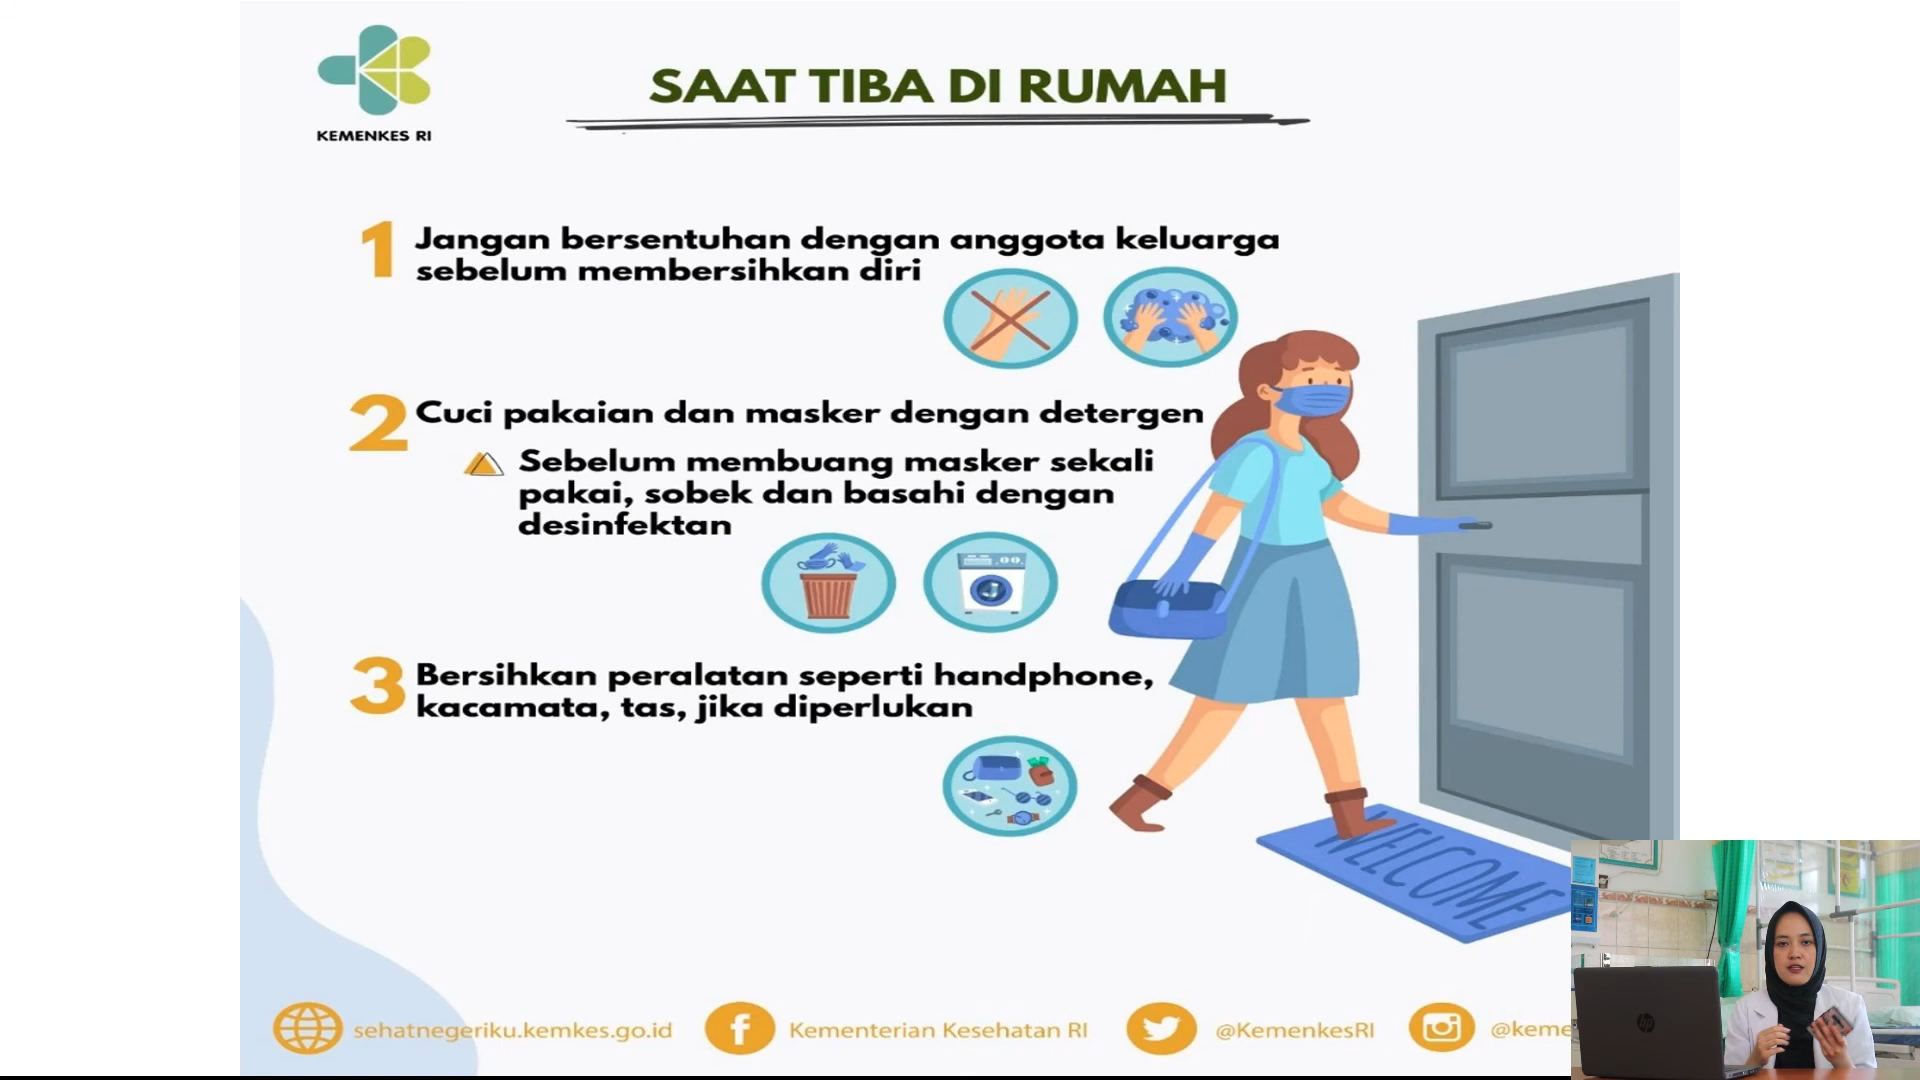 KEMENKES RI
SAAT TIBA DI RUMAH
1 Jangan bersentuhan dengan anggota keluarga
sebelum membersihkan diri
2 Cuci pakaian dan masker dengan detergen
Sebelum membuang masker sekali
pakai, sobek dan basahi dengan
desinfektan
3 Bersihkan peralatan seperti handphone,
kacamata, tas, jika diperlukan
WELCOME
sehatnegeriku.kemkes.go.id
Kementerian Kesehatan RI
@KemenkesRI
@keme
hp